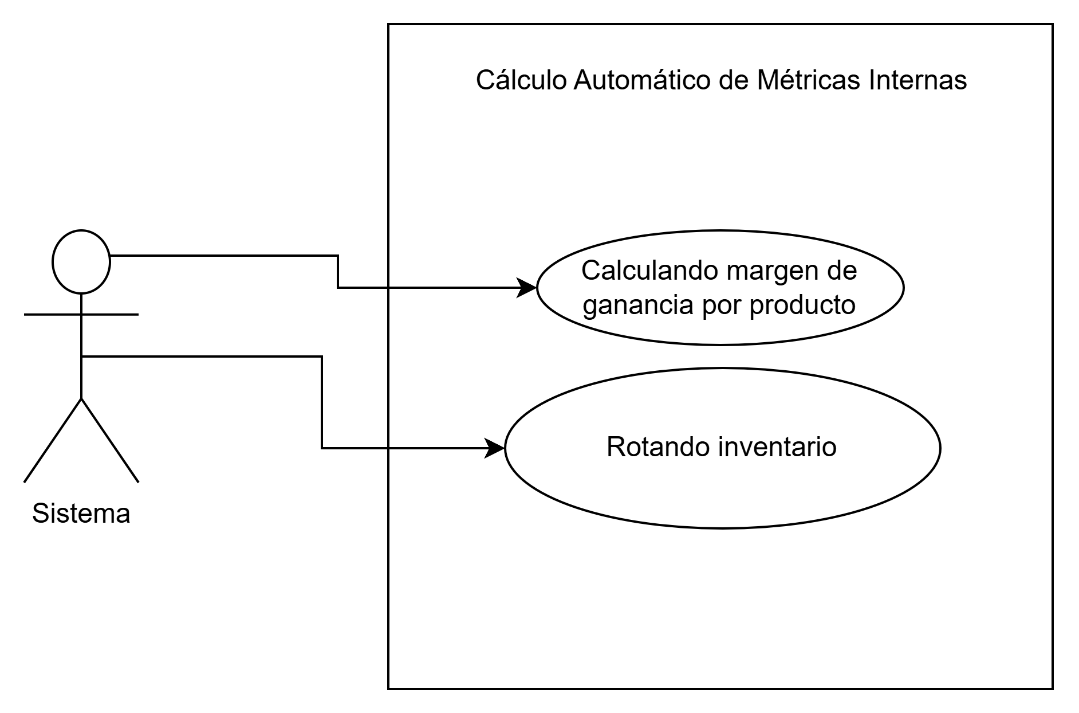 Cálculo Automático de Métricas Internas
Calculando margen de
ganancia por producto
Rotando inventario
Sistema